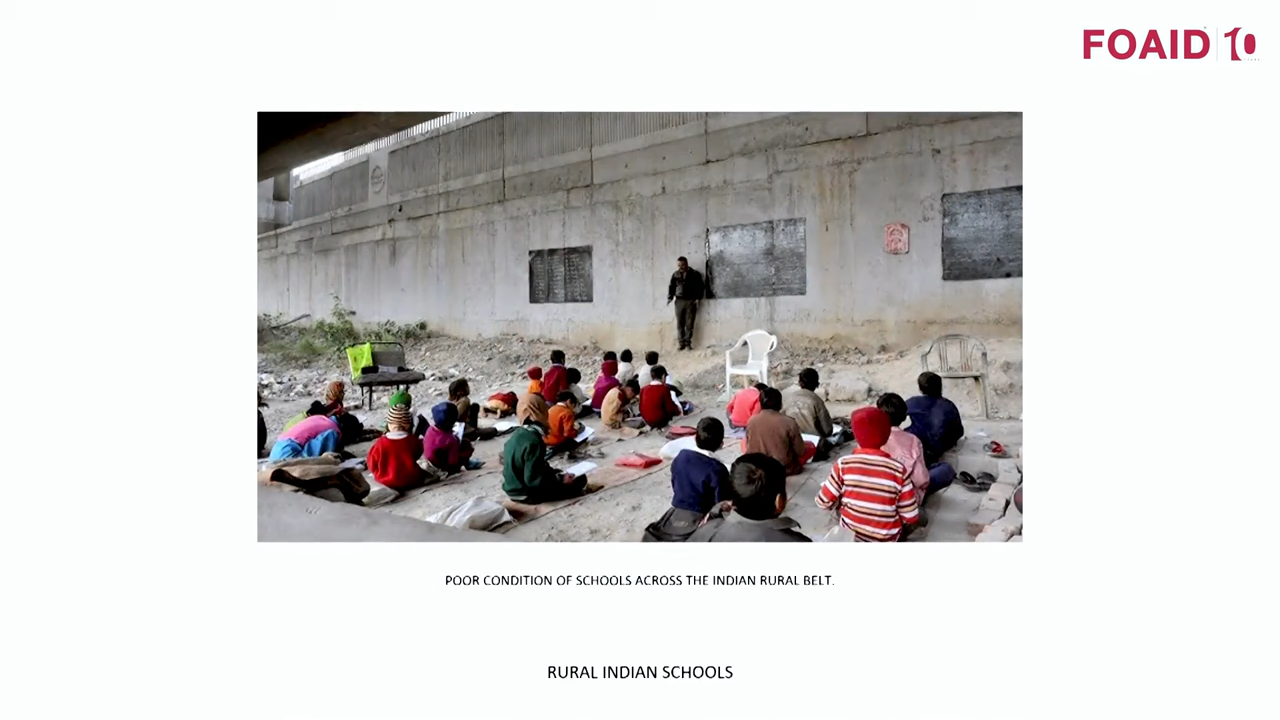 FOAID 10
POOR CONDITION OF SCHOOLS ACROSS THE INDIAN RURAL BELT.
RURAL INDIAN SCHOOLS